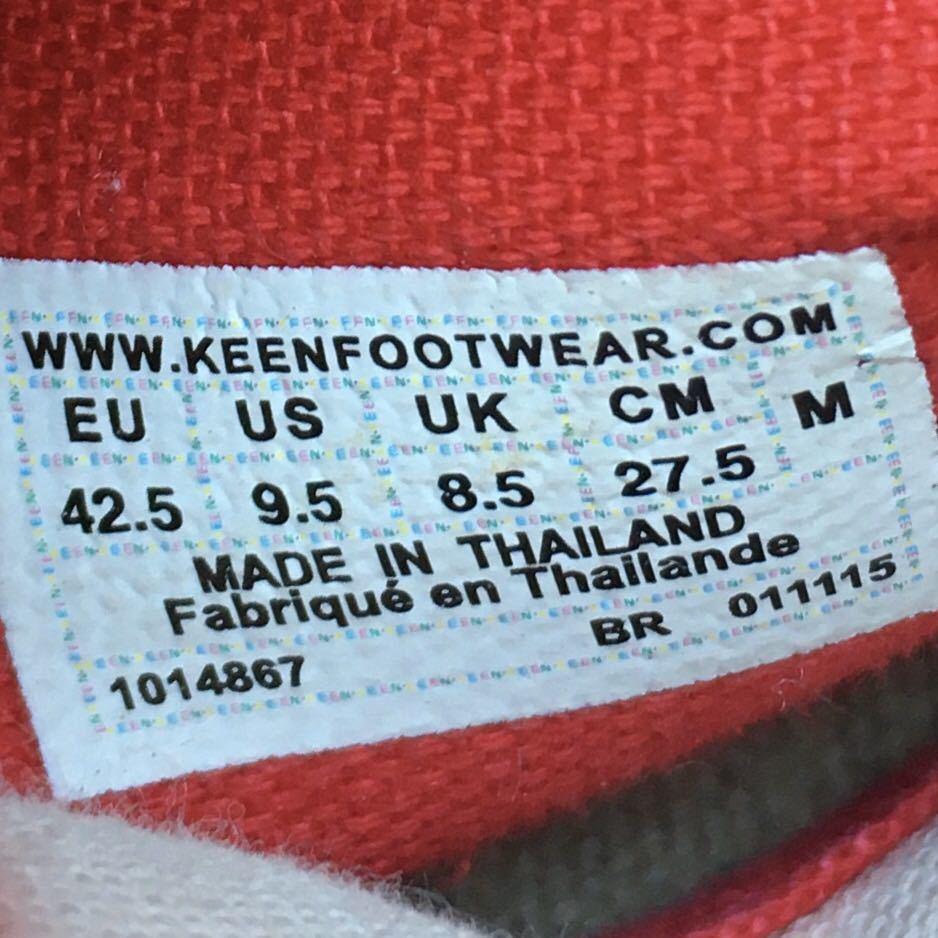 WWW.KEENFOOTWEAR.COM
EU US UK CM M
42.5 9.5 8.5 27.5
MADE IN THAILAND
Fabriqué en Thaïlande
BR 011115
1014867